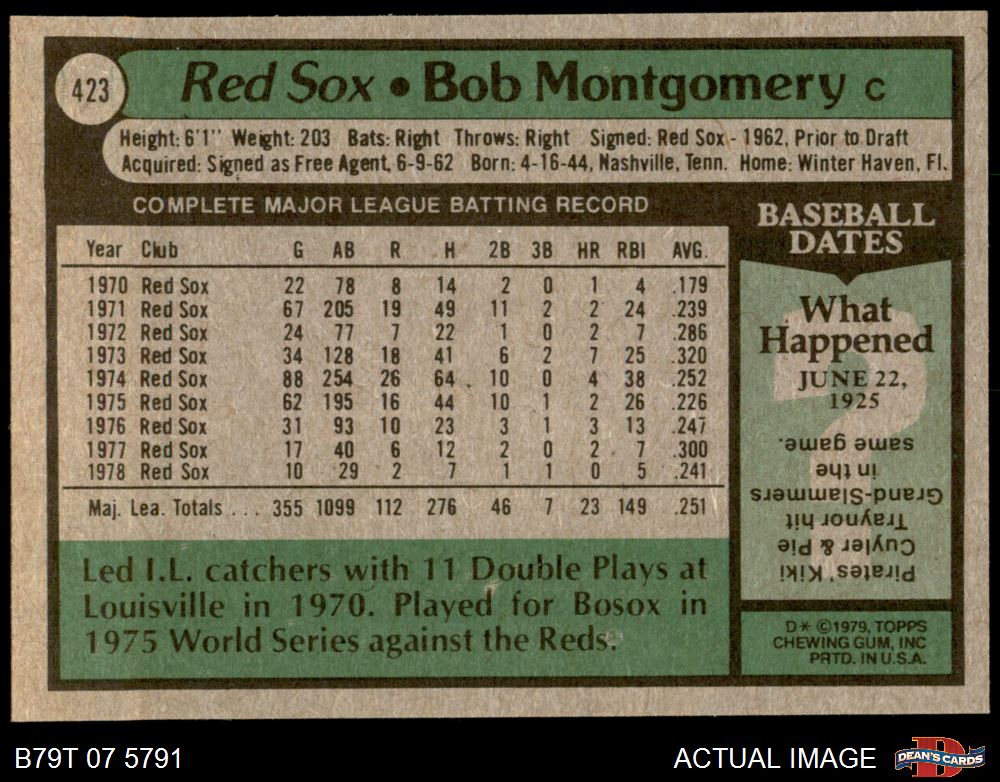 423
Red Sox • Bob Montgomery C
Height: 6'1" Weight: 203 Bats: Right Throws: Right Signed: Red Sox - 1962, Prior to Draft
Acquired: Signed as Free Agent, 6-9-62 Born: 4-16-44, Nashville, Tenn. Home: Winter Haven, Fl.
COMPLETE MAJOR LEAGUE BATTING RECORD
Year Club G AB R H 2B 3B HR RBI AVG.
1970 Red Sox 22 78 8 14 2 0 1 4 .179
1971 Red Sox 67 205 19 49 11 2 2 24 .239
1972 Red Sox 24 77 7 22 1 0 2 7 .286
1973 Red Sox 34 128 18 41 6 2 7 25 .320
1974 Red Sox 88 254 26 64 10 0 4 38 .252
1975 Red Sox 62 195 16 44 10 1 2 26 .226
1976 Red Sox 31 93 10 23 3 1 3 13 .247
1977 Red Sox 17 40 6 12 2 0 2 7 .300
1978 Red Sox 10 29 2 7 1 1 0 5 .241
Maj. Lea. Totals ... 355 1099 112 276 46 7 23 149 .251
Led I.L. catchers with 11 Double Plays at
Louisville in 1970. Played for Bosox in
1975 World Series against the Reds.
BASEBALL
DATES
What
Happened
JUNE 22,
1925
?
Pirates' Kiki
Cuyler & Pie
Traynor hit
Grand-Slammers
in the
same game.
D* ©1979, TOPPS
CHEWING GUM, INC
PRTD. IN U.S.A.
B79T 07 5791
ACTUAL IMAGE
D
DEAN'S CARDS